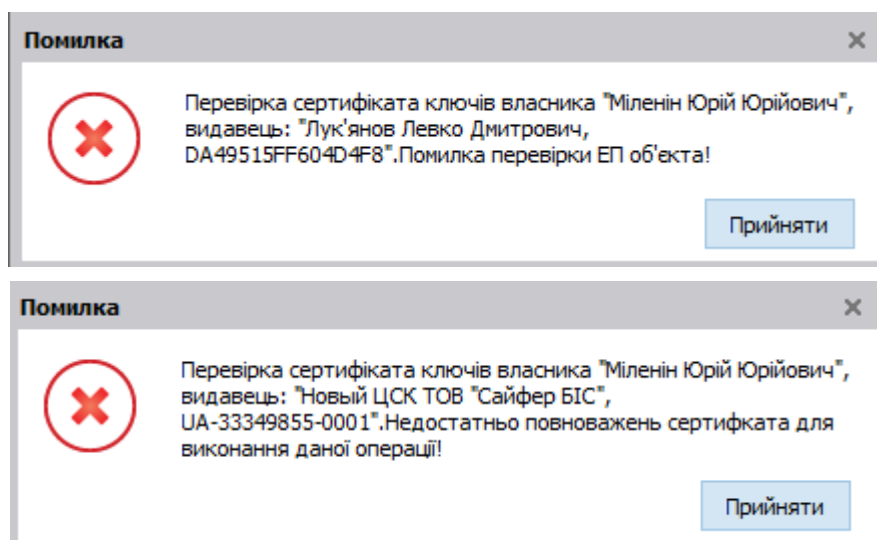 Помилка
Перевірка сертифіката ключів власника "Міленін Юрій Юрійович",
видавець: "Лук'янов Левко Дмитрович,
DA49515FF604D4F8".Помилка перевірки ЕП об'єкта!
Прийняти
Помилка
Перевірка сертифіката ключів власника "Міленін Юрій Юрійович",
видавець: "Новый ЦСК ТОВ "Сайфер БІС",
UA-33349855-0001".Недостатньо повноважень сертифката для
виконання даної операції!
Прийняти